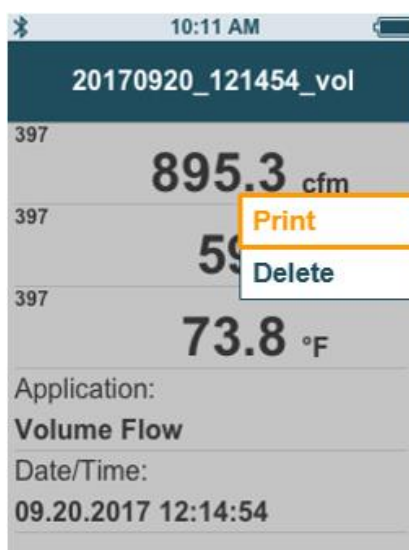 10:11 AM
20170920_121454_vol
397
895.3 cfm
397
Print
Delete
397
73.8 °F
Application:
Volume Flow
Date/Time:
09.20.2017 12:14:54